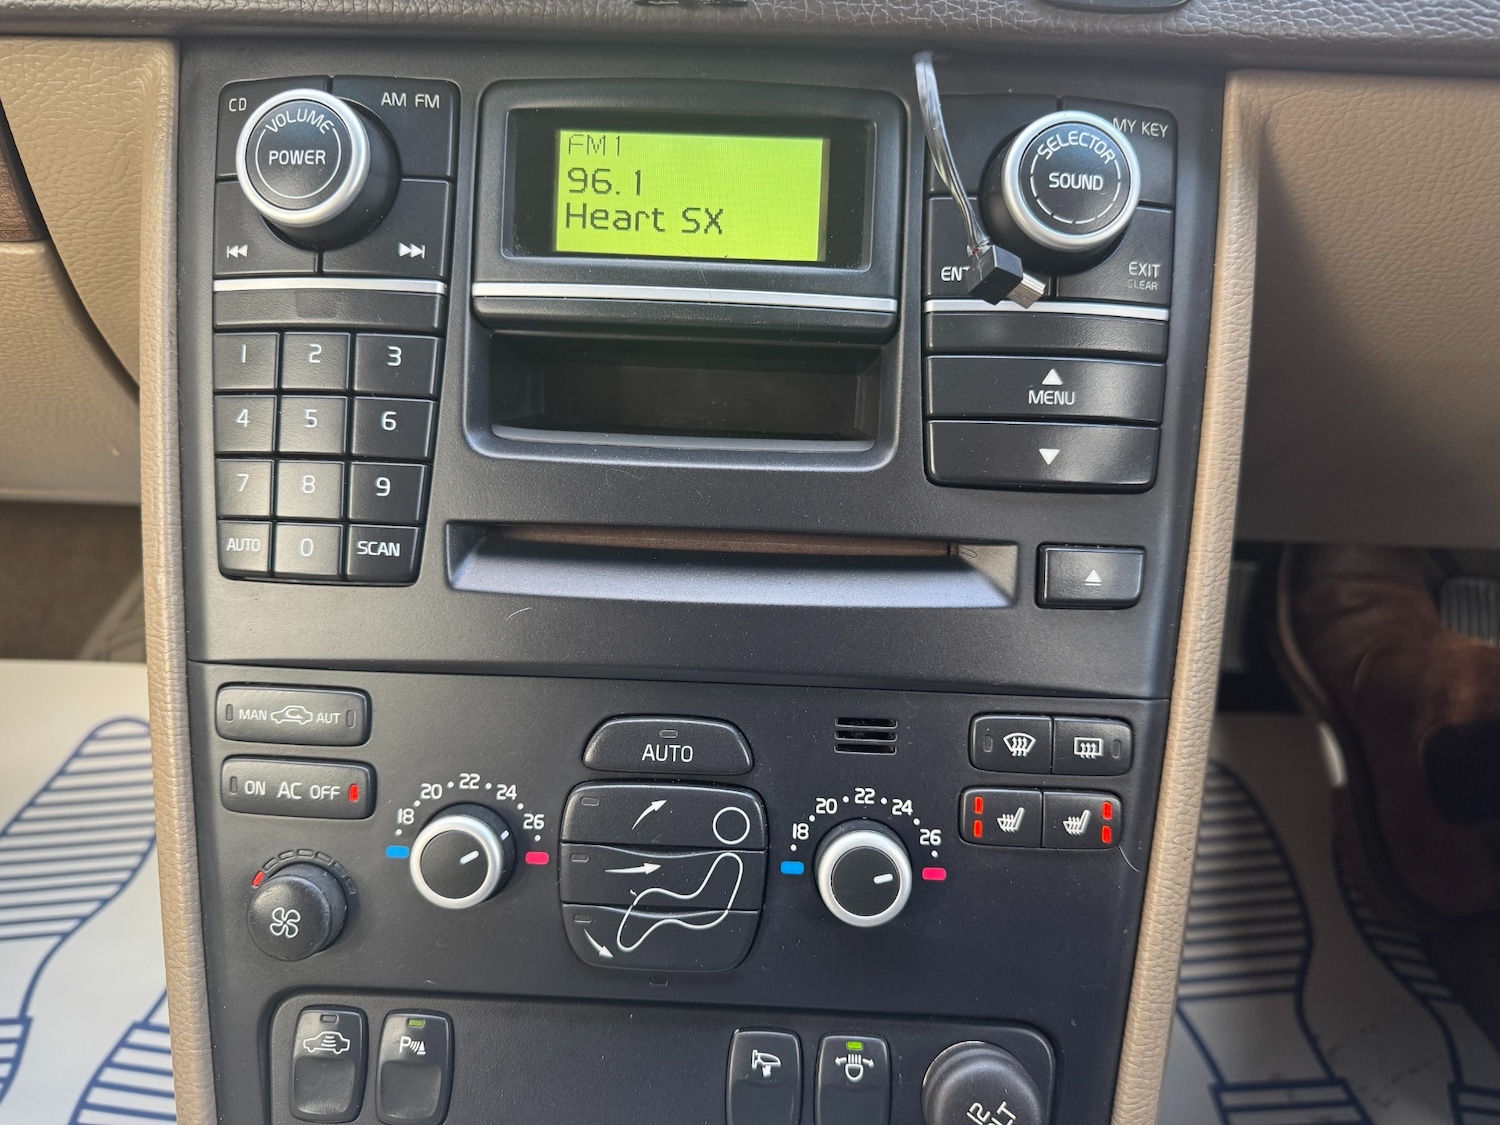 CD
AM FM
VOLUME
POWER
FM1
96.1
Heart SX
MY KEY
SELECTOR
SOUND
EXIT
CLEAR
1 2 3
4 5 6
7 8 9
AUTO 0 SCAN
MENU
MAN AUT
ON AC OFF
AUTO
18 20 22 24 26
18 20 22 24 26
P